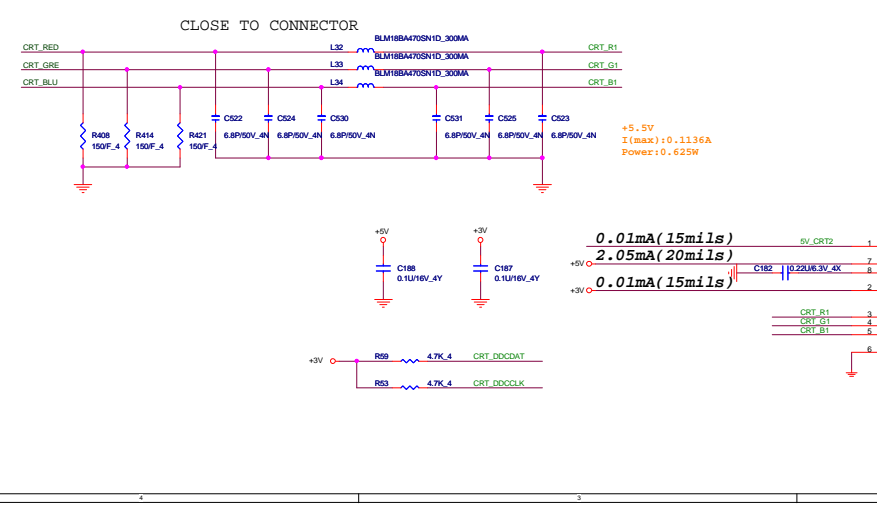 CLOSE TO CONNECTOR
BLM18BA470SN1D_300MA
CRT_RED L32 CRT_R1
BLM18BA470SN1D_300MA
CRT_GRE L33 CRT_G1
BLM18BA470SN1D_300MA
CRT_BLU L34 CRT_B1
C522 C524 C530 C531 C525 C523
R408 R414 R421 6.8P/50V_4N 6.8P/50V_4N 6.8P/50V_4N 6.8P/50V_4N 6.8P/50V_4N 6.8P/50V_4N
150/F_4 150/F_4 150/F_4
+5.5V
I(max):0.1136A
Power:0.625W
+5V +3V
C188 C187
0.1U/16V_4Y 0.1U/16V_4Y
0.01mA(15mils) 5V_CRT2 1
+5V 2.05mA(20mils) 7
C182 0.22U/6.3V_4X 8
+3V 0.01mA(15mils) 2
CRT_R1 3
CRT_G1 4
CRT_B1 5
6
+3V R59 4.7K_4 CRT_DDCDAT
R53 4.7K_4 CRT_DDCCLK
4 3